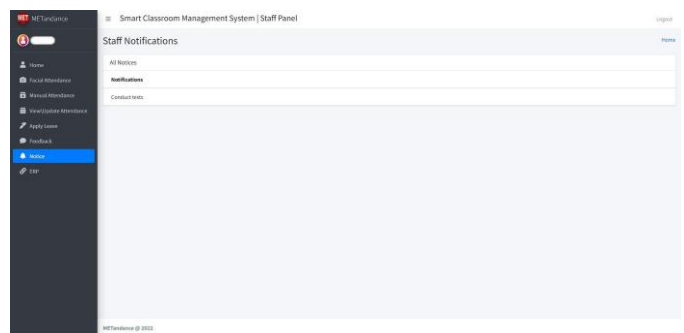 MET METandance
≡ Smart Classroom Management System | Staff Panel
Logout
Staff Notifications
Home
Home
Facial Attendance
Manual Attendance
View/Update Attendance
Apply Leave
Feedback
Notice
ERP
All Notices
Notifications
Conduct tests
METandance @ 2022